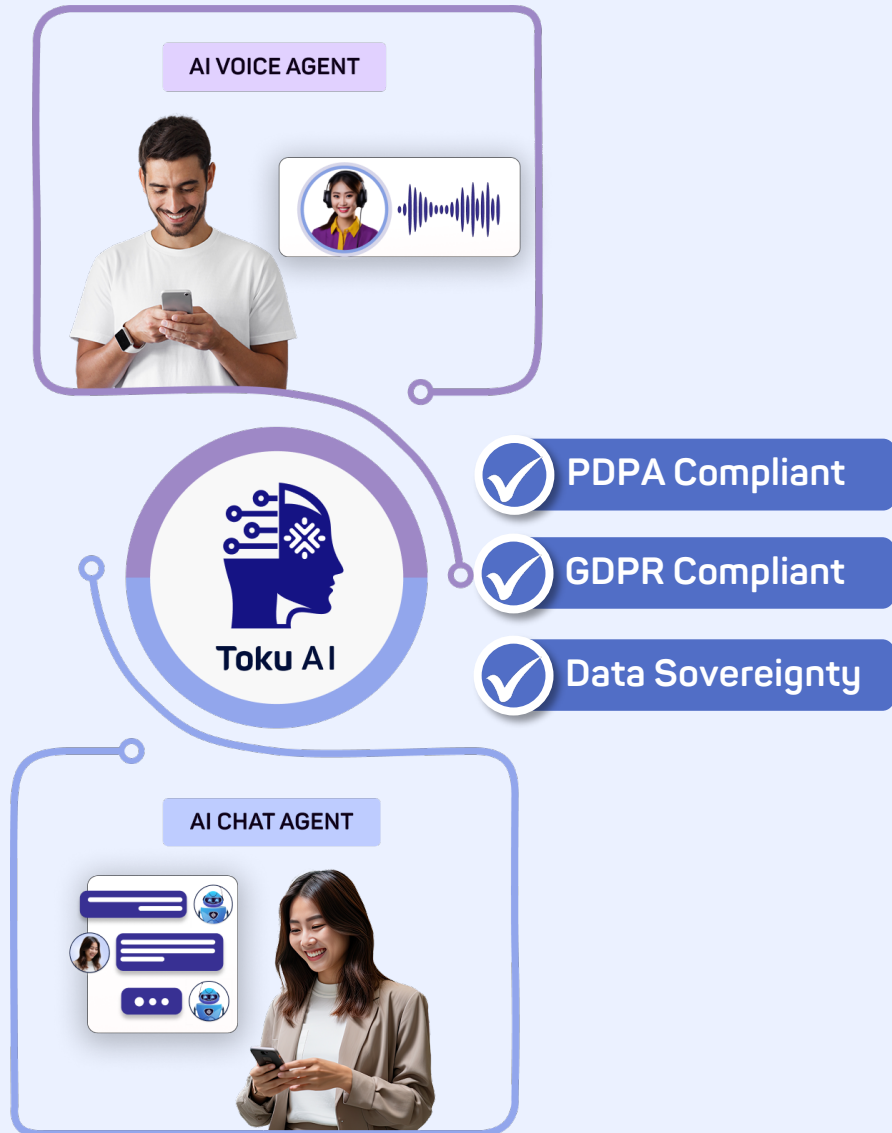 AI VOICE AGENT
PDPA Compliant
GDPR Compliant
Toku AI
Data Sovereignty
AI CHAT AGENT